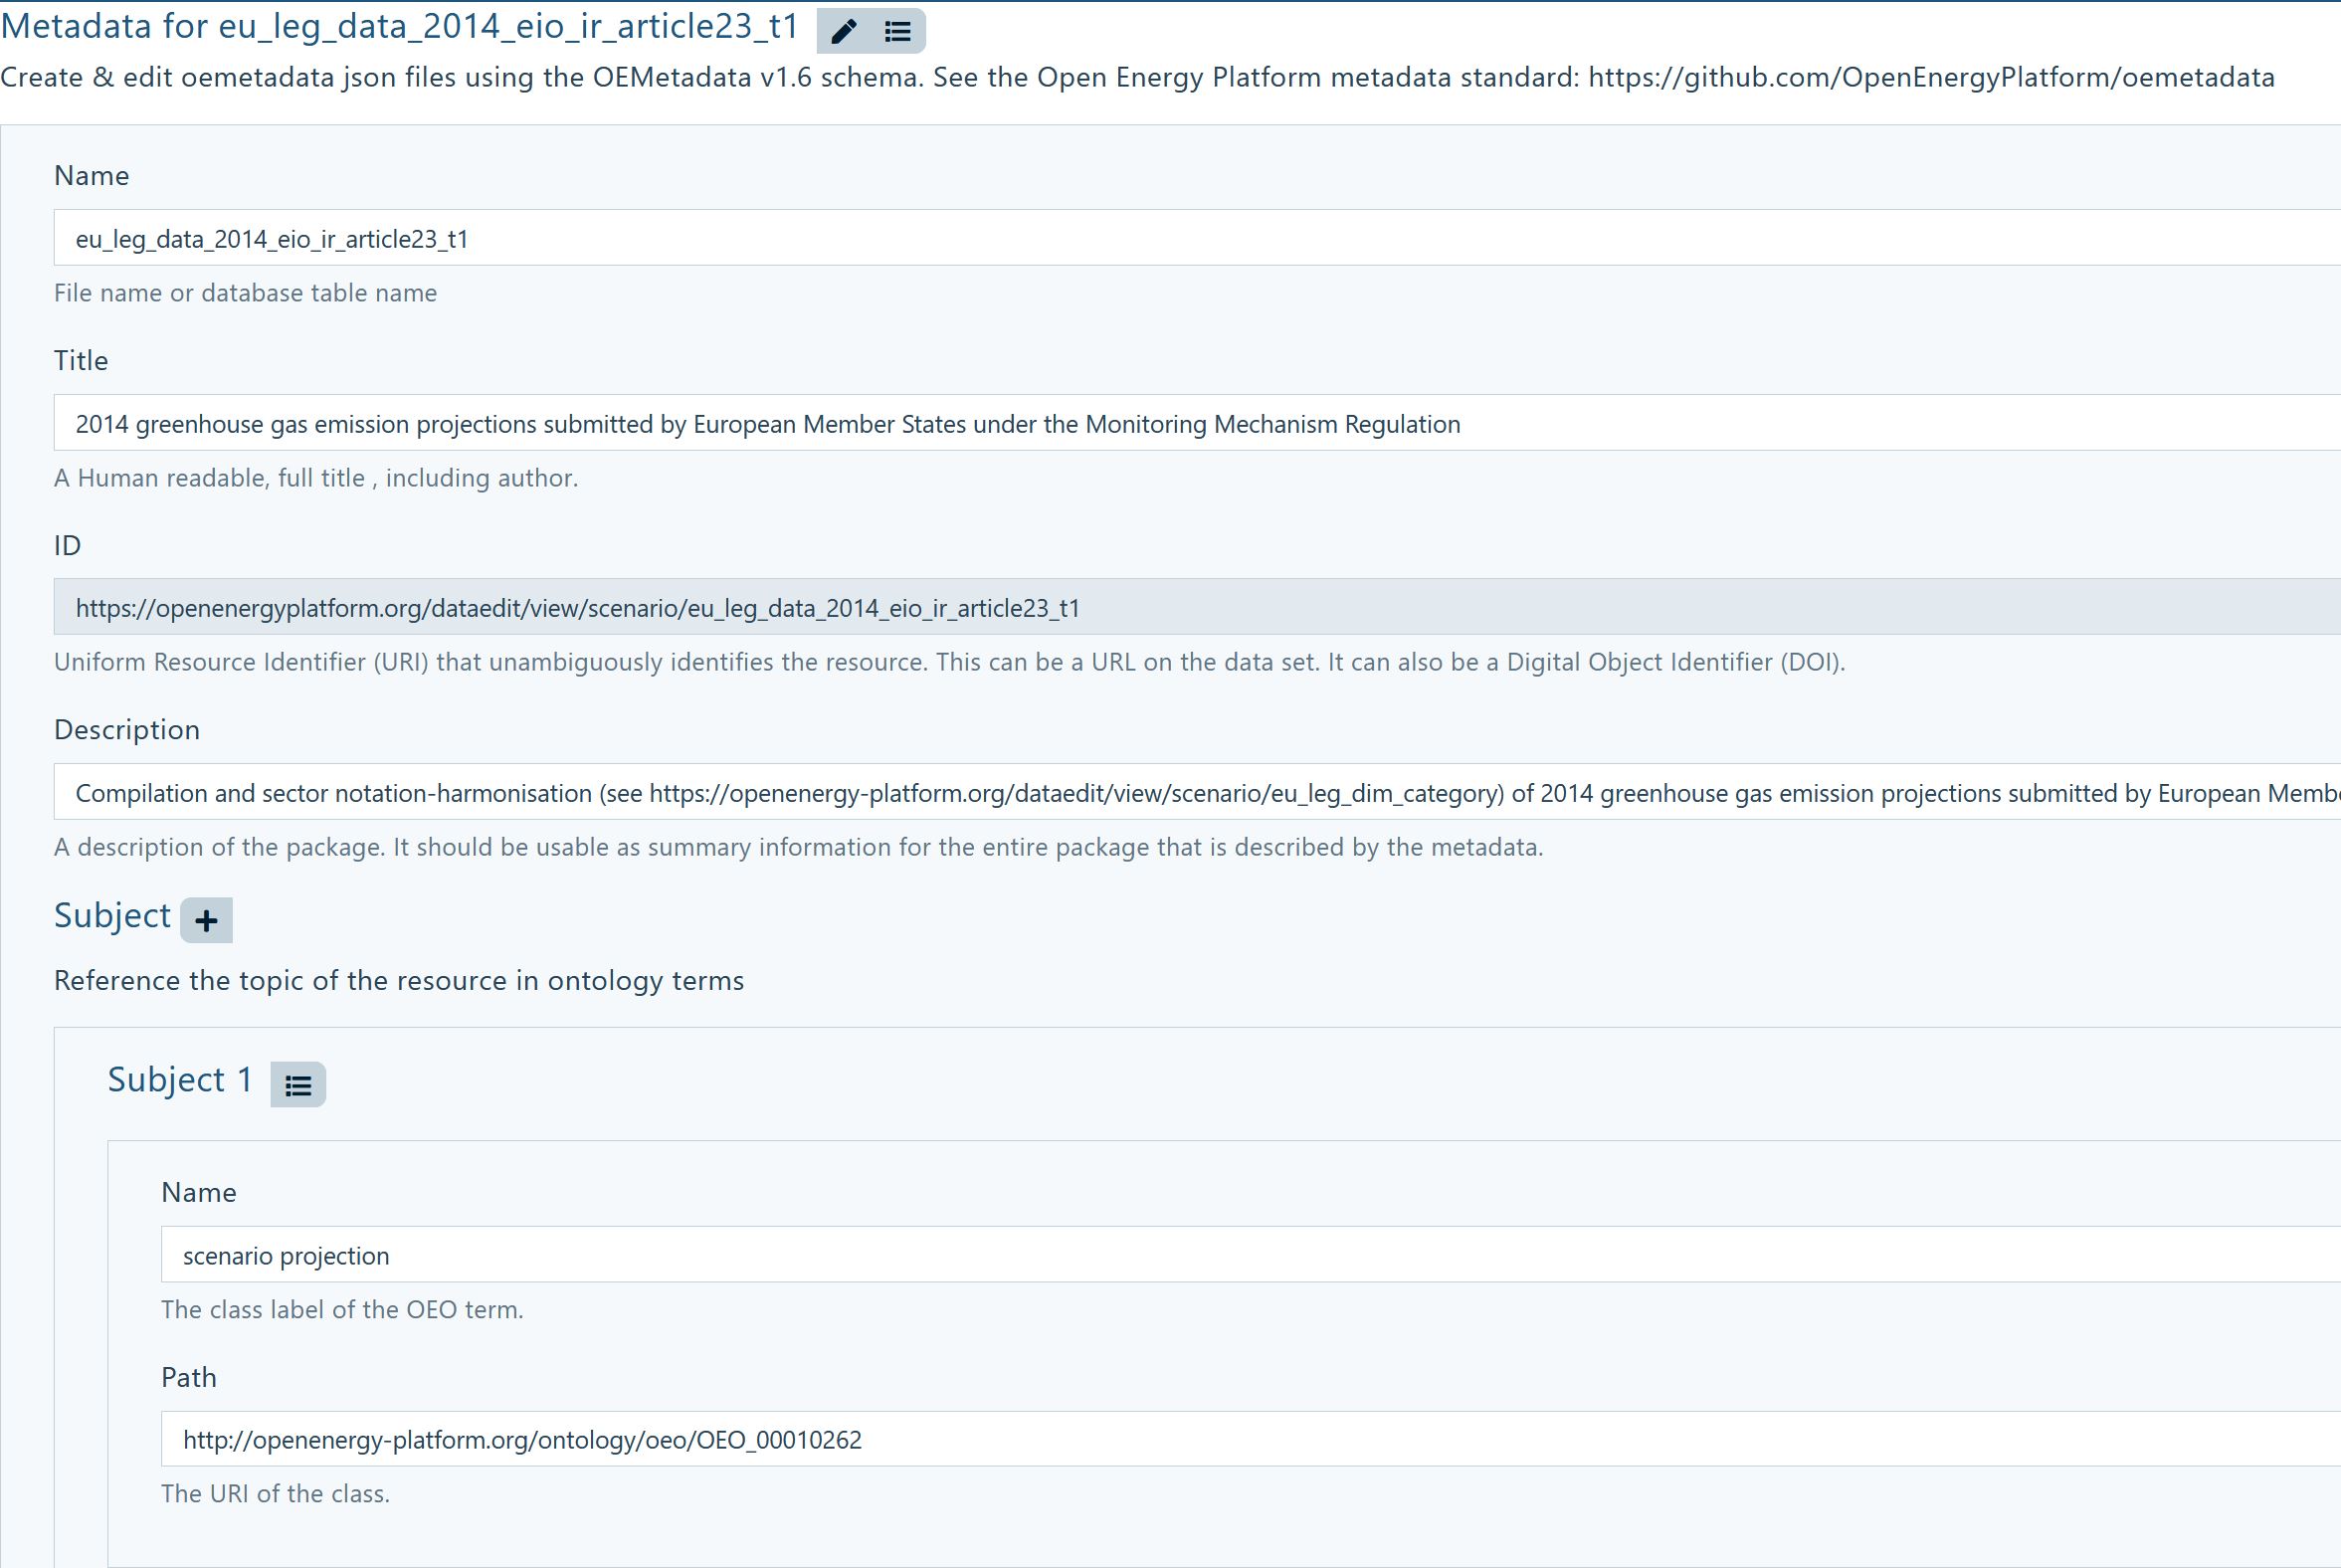 Metadata for eu_leg_data_2014_eio_ir_article23_t1
Create & edit oemetadata json files using the OEMetadata v1.6 schema. See the Open Energy Platform metadata standard: https://github.com/OpenEnergyPlatform/oemetadata
Name
eu_leg_data_2014_eio_ir_article23_t1
File name or database table name
Title
2014 greenhouse gas emission projections submitted by European Member States under the Monitoring Mechanism Regulation
A Human readable, full title , including author.
ID
https://openenergyplatform.org/dataedit/view/scenario/eu_leg_data_2014_eio_ir_article23_t1
Uniform Resource Identifier (URI) that unambiguously identifies the resource. This can be a URL on the data set. It can also be a Digital Object Identifier (DOI).
Description
Compilation and sector notation-harmonisation (see https://openenergy-platform.org/dataedit/view/scenario/eu_leg_dim_category) of 2014 greenhouse gas emission projections submitted by European
A description of the package. It should be usable as summary information for the entire package that is described by the metadata.
Subject
Reference the topic of the resource in ontology terms
Subject 1
Name
scenario projection
The class label of the OEO term.
Path
http://openenergy-platform.org/ontology/oeo/OEO_00010262
The URI of the class.